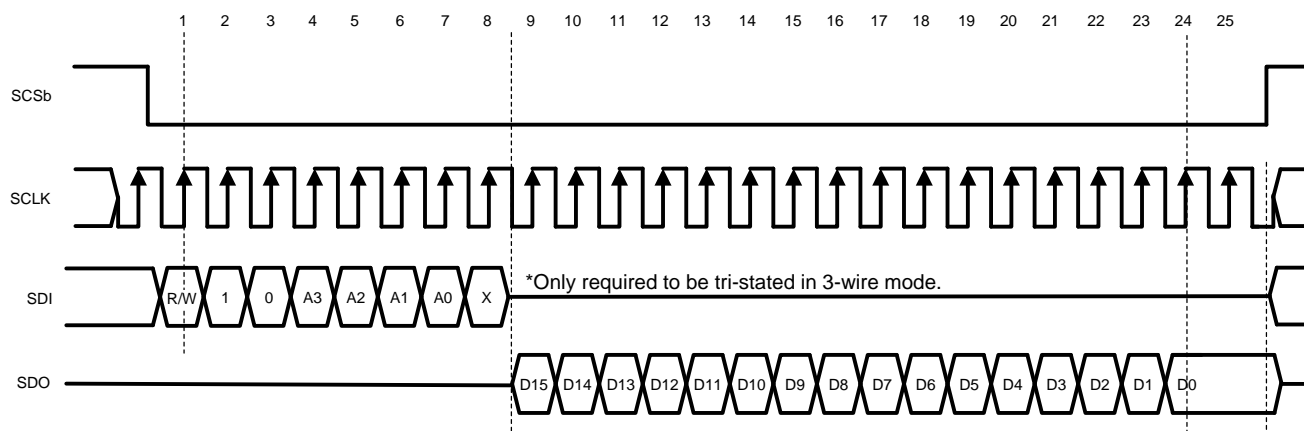 1 2 3 4 5 6 7 8 9 10 11 12 13 14 15 16 17 18 19 20 21 22 23 24 25
SCSb
SCLK
*Only required to be tri-stated in 3-wire mode.
SDI R/W 1 0 A3 A2 A1 A0 X
SDO D15 D14 D13 D12 D11 D10 D9 D8 D7 D6 D5 D4 D3 D2 D1 D0